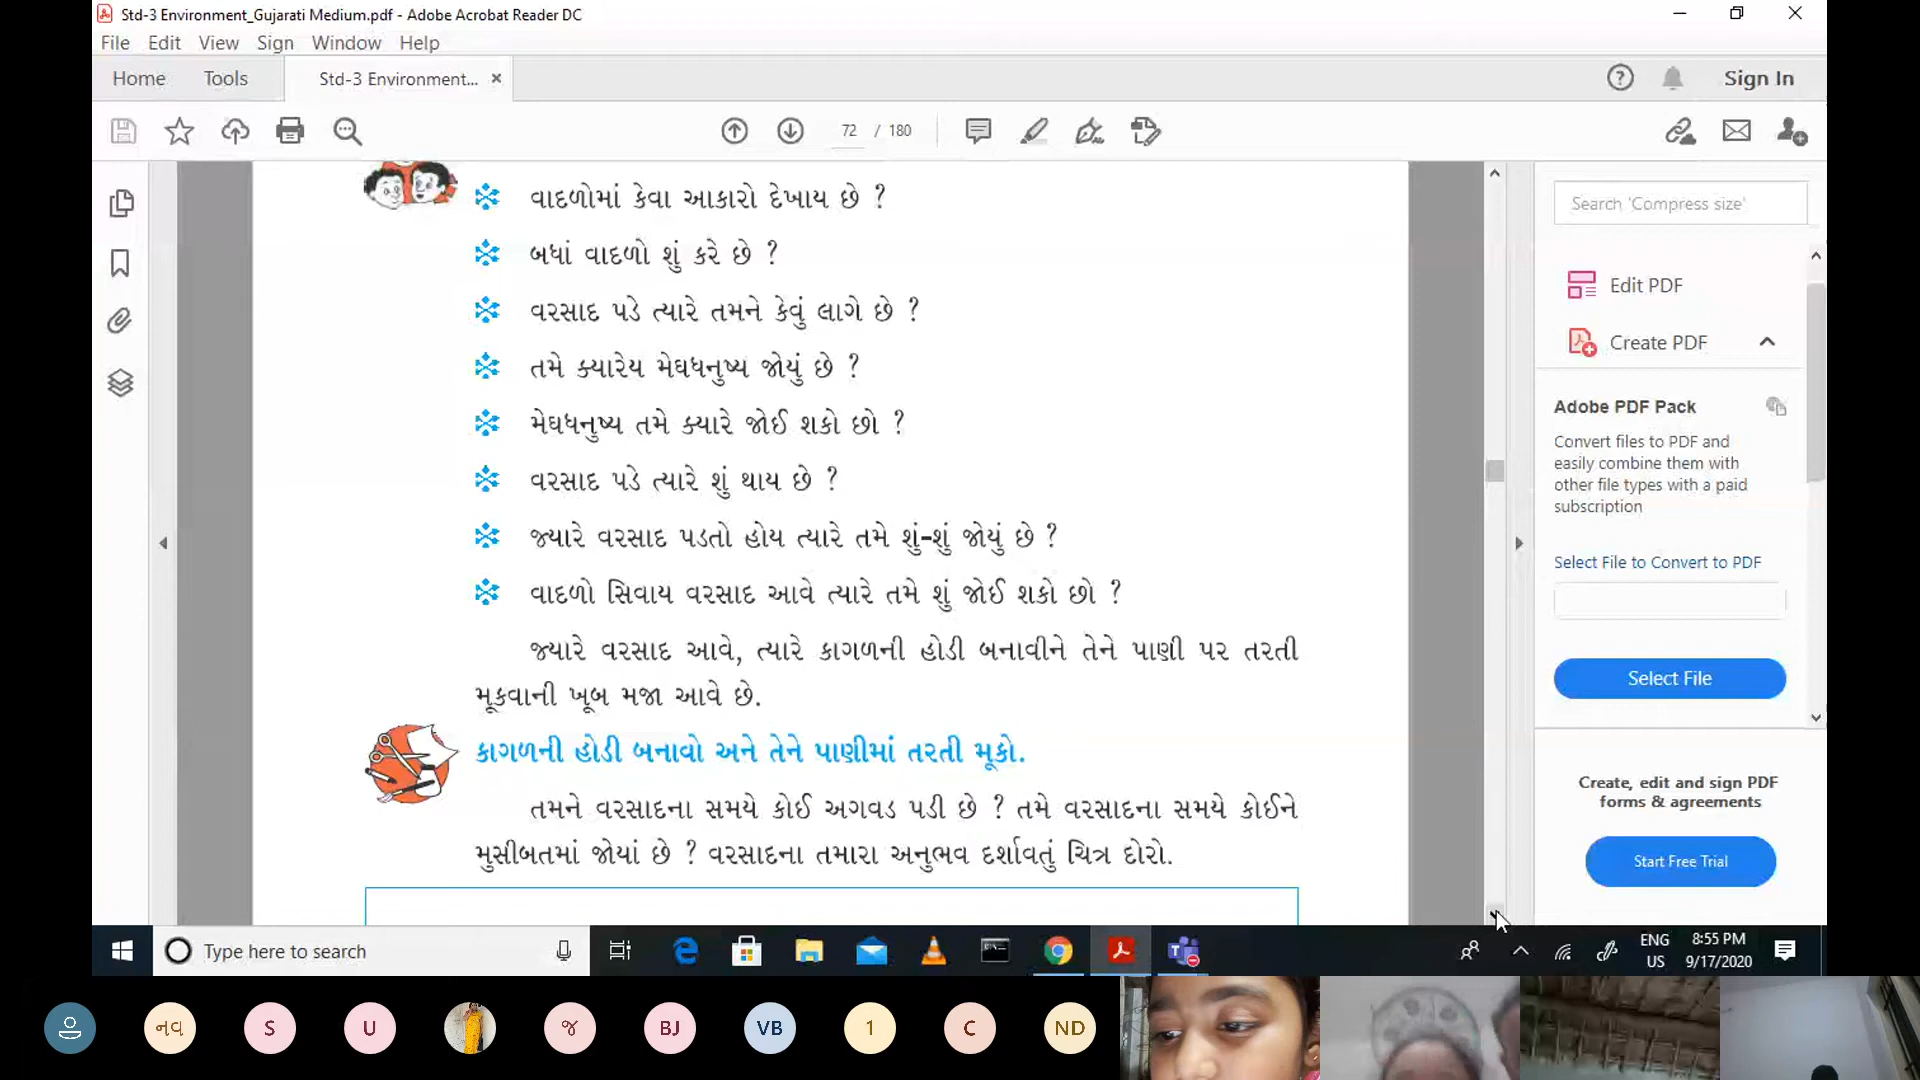 Std-3 Environment_Gujarati Medium.pdf - Adobe Acrobat Reader DC
File Edit View Sign Window Help
Home Tools Std-3 Environment... × Sign In
72 / 180
વાદળોમાં કેવા આકારો દેખાય છે ?
બધાં વાદળો શું કરે છે ?
વરસાદ પડે ત્યારે તમને કેવું લાગે છે ?
તમે ક્યારેય મેઘધનુષ્ય જોયું છે ?
મેઘધનુષ્ય તમે ક્યારે જોઈ શકો છો ?
વરસાદ પડે ત્યારે શું થાય છે ?
જ્યારે વરસાદ પડતો હોય ત્યારે તમે શું-શું જોયું છે ?
વાદળો સિવાય વરસાદ આવે ત્યારે તમે શું જોઈ શકો છો ?
જ્યારે વરસાદ આવે, ત્યારે કાગળની હોડી બનાવીને તેને પાણી પર તરતી
મૂકવાની ખૂબ મજા આવે છે.
કાગળની હોડી બનાવો અને તેને પાણીમાં તરતી મૂકો.
તમને વરસાદના સમયે કોઈ અગવડ પડી છે ? તમે વરસાદના સમયે કોઈને
મુસીબતમાં જોયાં છે ? વરસાદના તમારા અનુભવ દર્શાવતું ચિત્ર દોરો.
Search 'Compress size'
Edit PDF
Create PDF
Adobe PDF Pack
Convert files to PDF and
easily combine them with
other file types with a paid
subscription
Select File to Convert to PDF
Select File
Create, edit and sign PDF
forms & agreements
Start Free Trial
Type here to search
ENG
US
8:55 PM
9/17/2020
નવ S U જ BJ VB 1 C ND